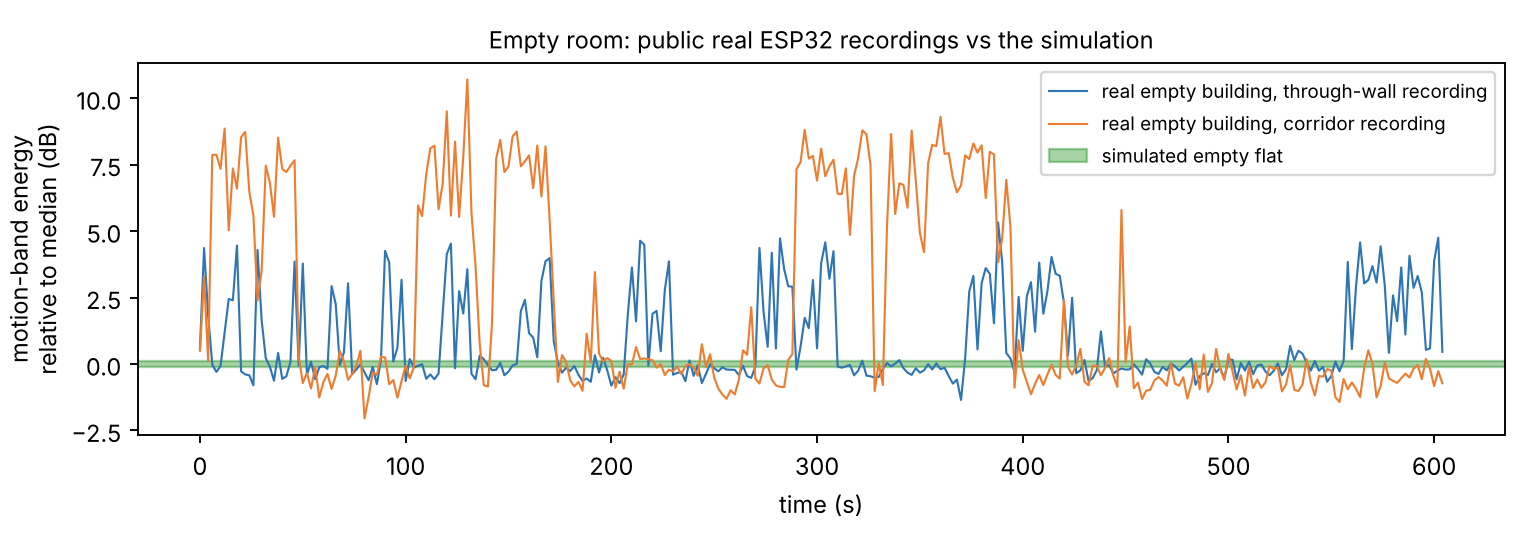 Empty room: public real ESP32 recordings vs the simulation
motion-band energy
relative to median (dB)
10.0
7.5
5.0
2.5
0.0
−2.5
real empty building, through-wall recording
real empty building, corridor recording
simulated empty flat
0 100 200 300 400 500 600
time (s)